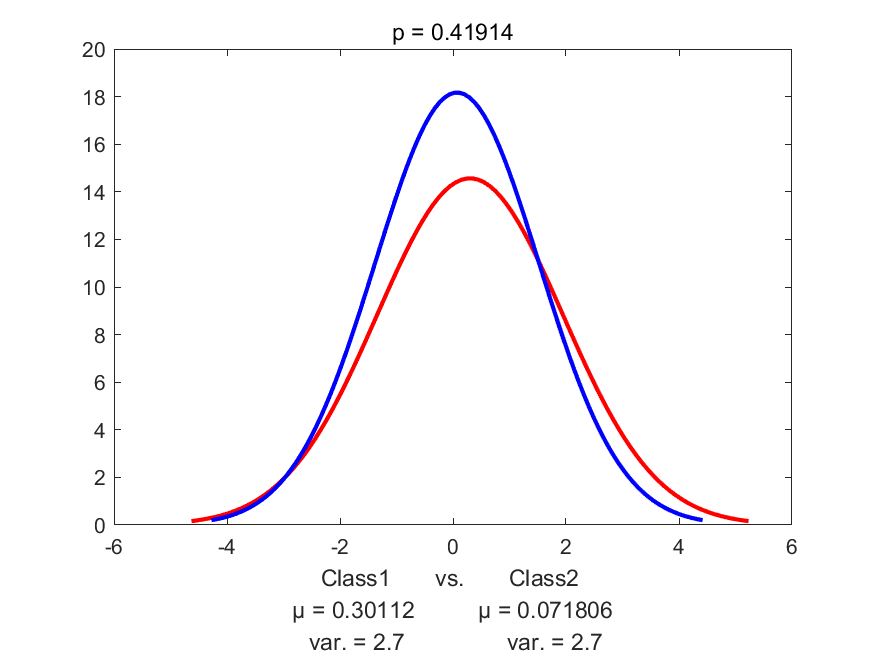 p = 0.41914
20
18
16
14
12
10
8
6
4
2
0
-6 -4 -2 0 2 4 6
Class1 vs. Class2
μ = 0.30112 μ = 0.071806
var. = 2.7 var. = 2.7